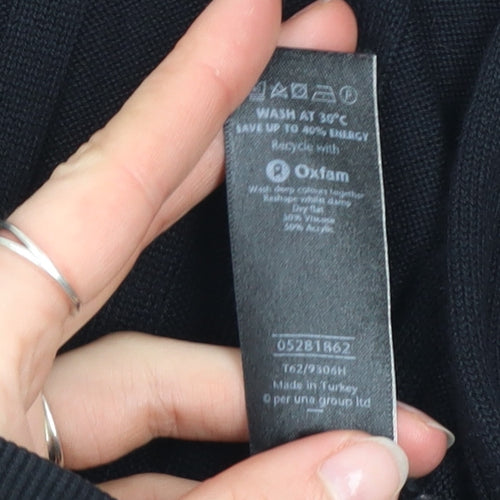 WASH AT 30°C
SAVE UP TO 40% ENERGY
Recycle with
Oxfam
Wash deep colours together
Reshape whilst damp
Dry flat
50% Viscose
50% Acrylic
05281862
T62/9306H
Made in Turkey
© per una group ltd